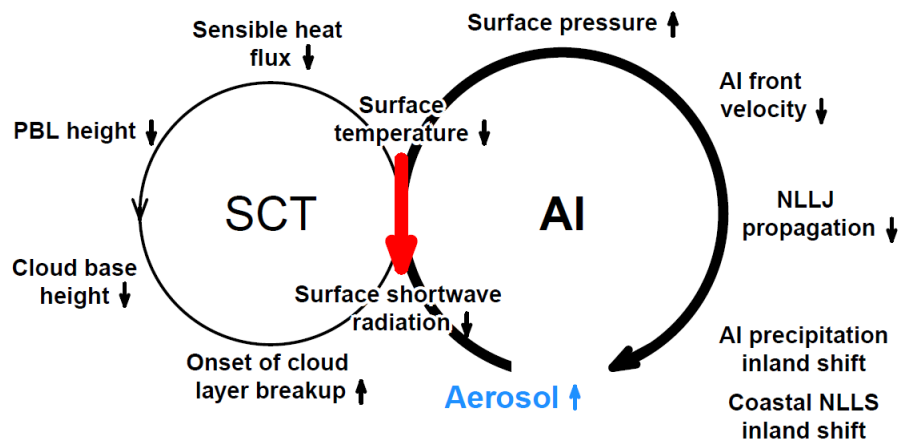 Surface pressure ↑
Sensible heat
flux ↓
AI front
velocity ↓
Surface
temperature ↓
PBL height ↓
SCT
AI
NLLJ
propagation ↓
Cloud base
height ↓
Surface shortwave
radiation ↓
AI precipitation
inland shift
Onset of cloud
layer breakup ↑
Aerosol ↑
Coastal NLLS
inland shift